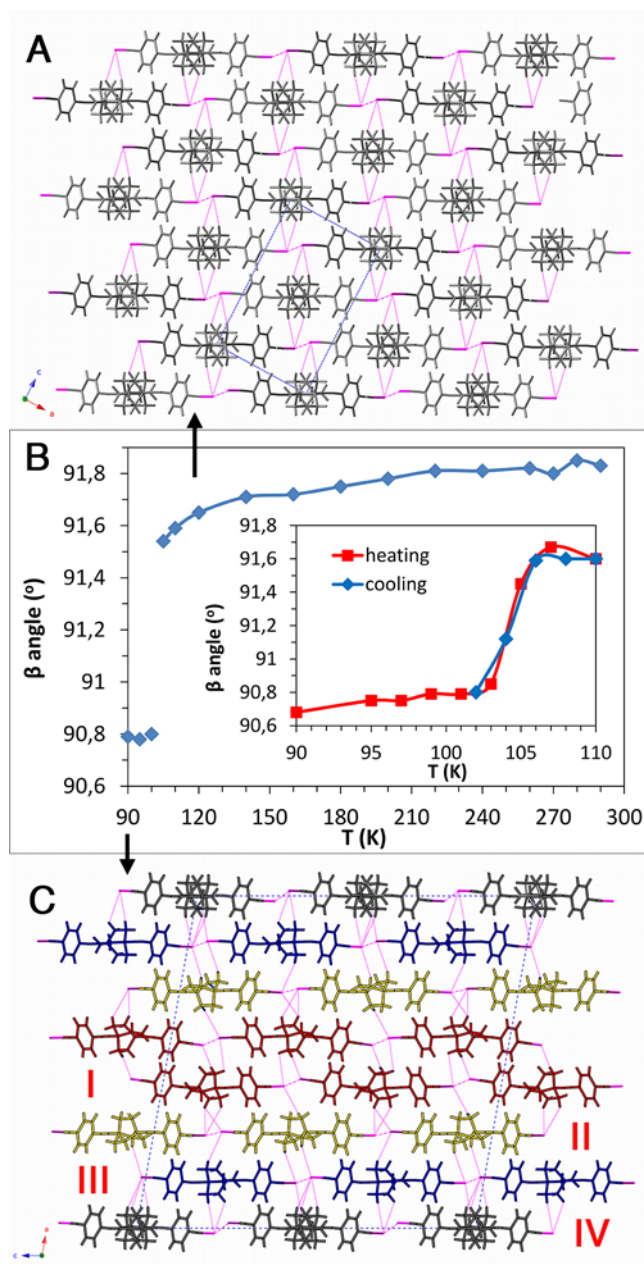 A
c
a
B
91,8
91,6
91,4
91,2
91
90,8
90,6
β angle (º)
90 120 150 180 210 240 270 300
T (K)
91,8
91,6
91,4
91,2
91
90,8
90,6
β angle (º)
heating
cooling
90 95 100 105 110
T (K)
C
I
II
III
IV
a
c